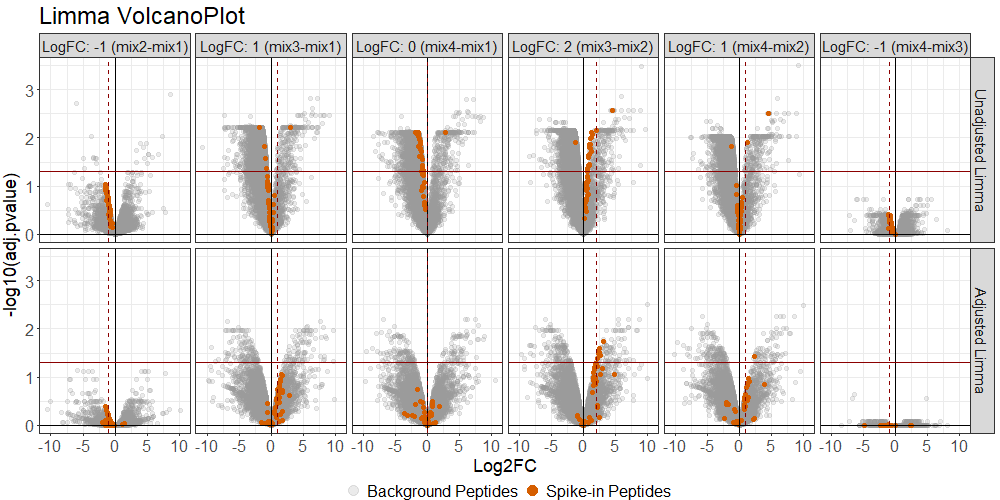 Limma VolcanoPlot
LogFC: -1 (mix2-mix1)
LogFC: 1 (mix3-mix1)
LogFC: 0 (mix4-mix1)
LogFC: 2 (mix3-mix2)
LogFC: 1 (mix4-mix2)
LogFC: -1 (mix4-mix3)
-log10(adj.pvalue)
3
2
1
0
Unadjusted Limma
3
2
1
0
Adjusted Limma
-10 -5 0 5 10 -10 -5 0 5 10 -10 -5 0 5 10 -10 -5 0 5 10 -10 -5 0 5 10 -10 -5 0 5 10
Log2FC
Background Peptides Spike-in Peptides